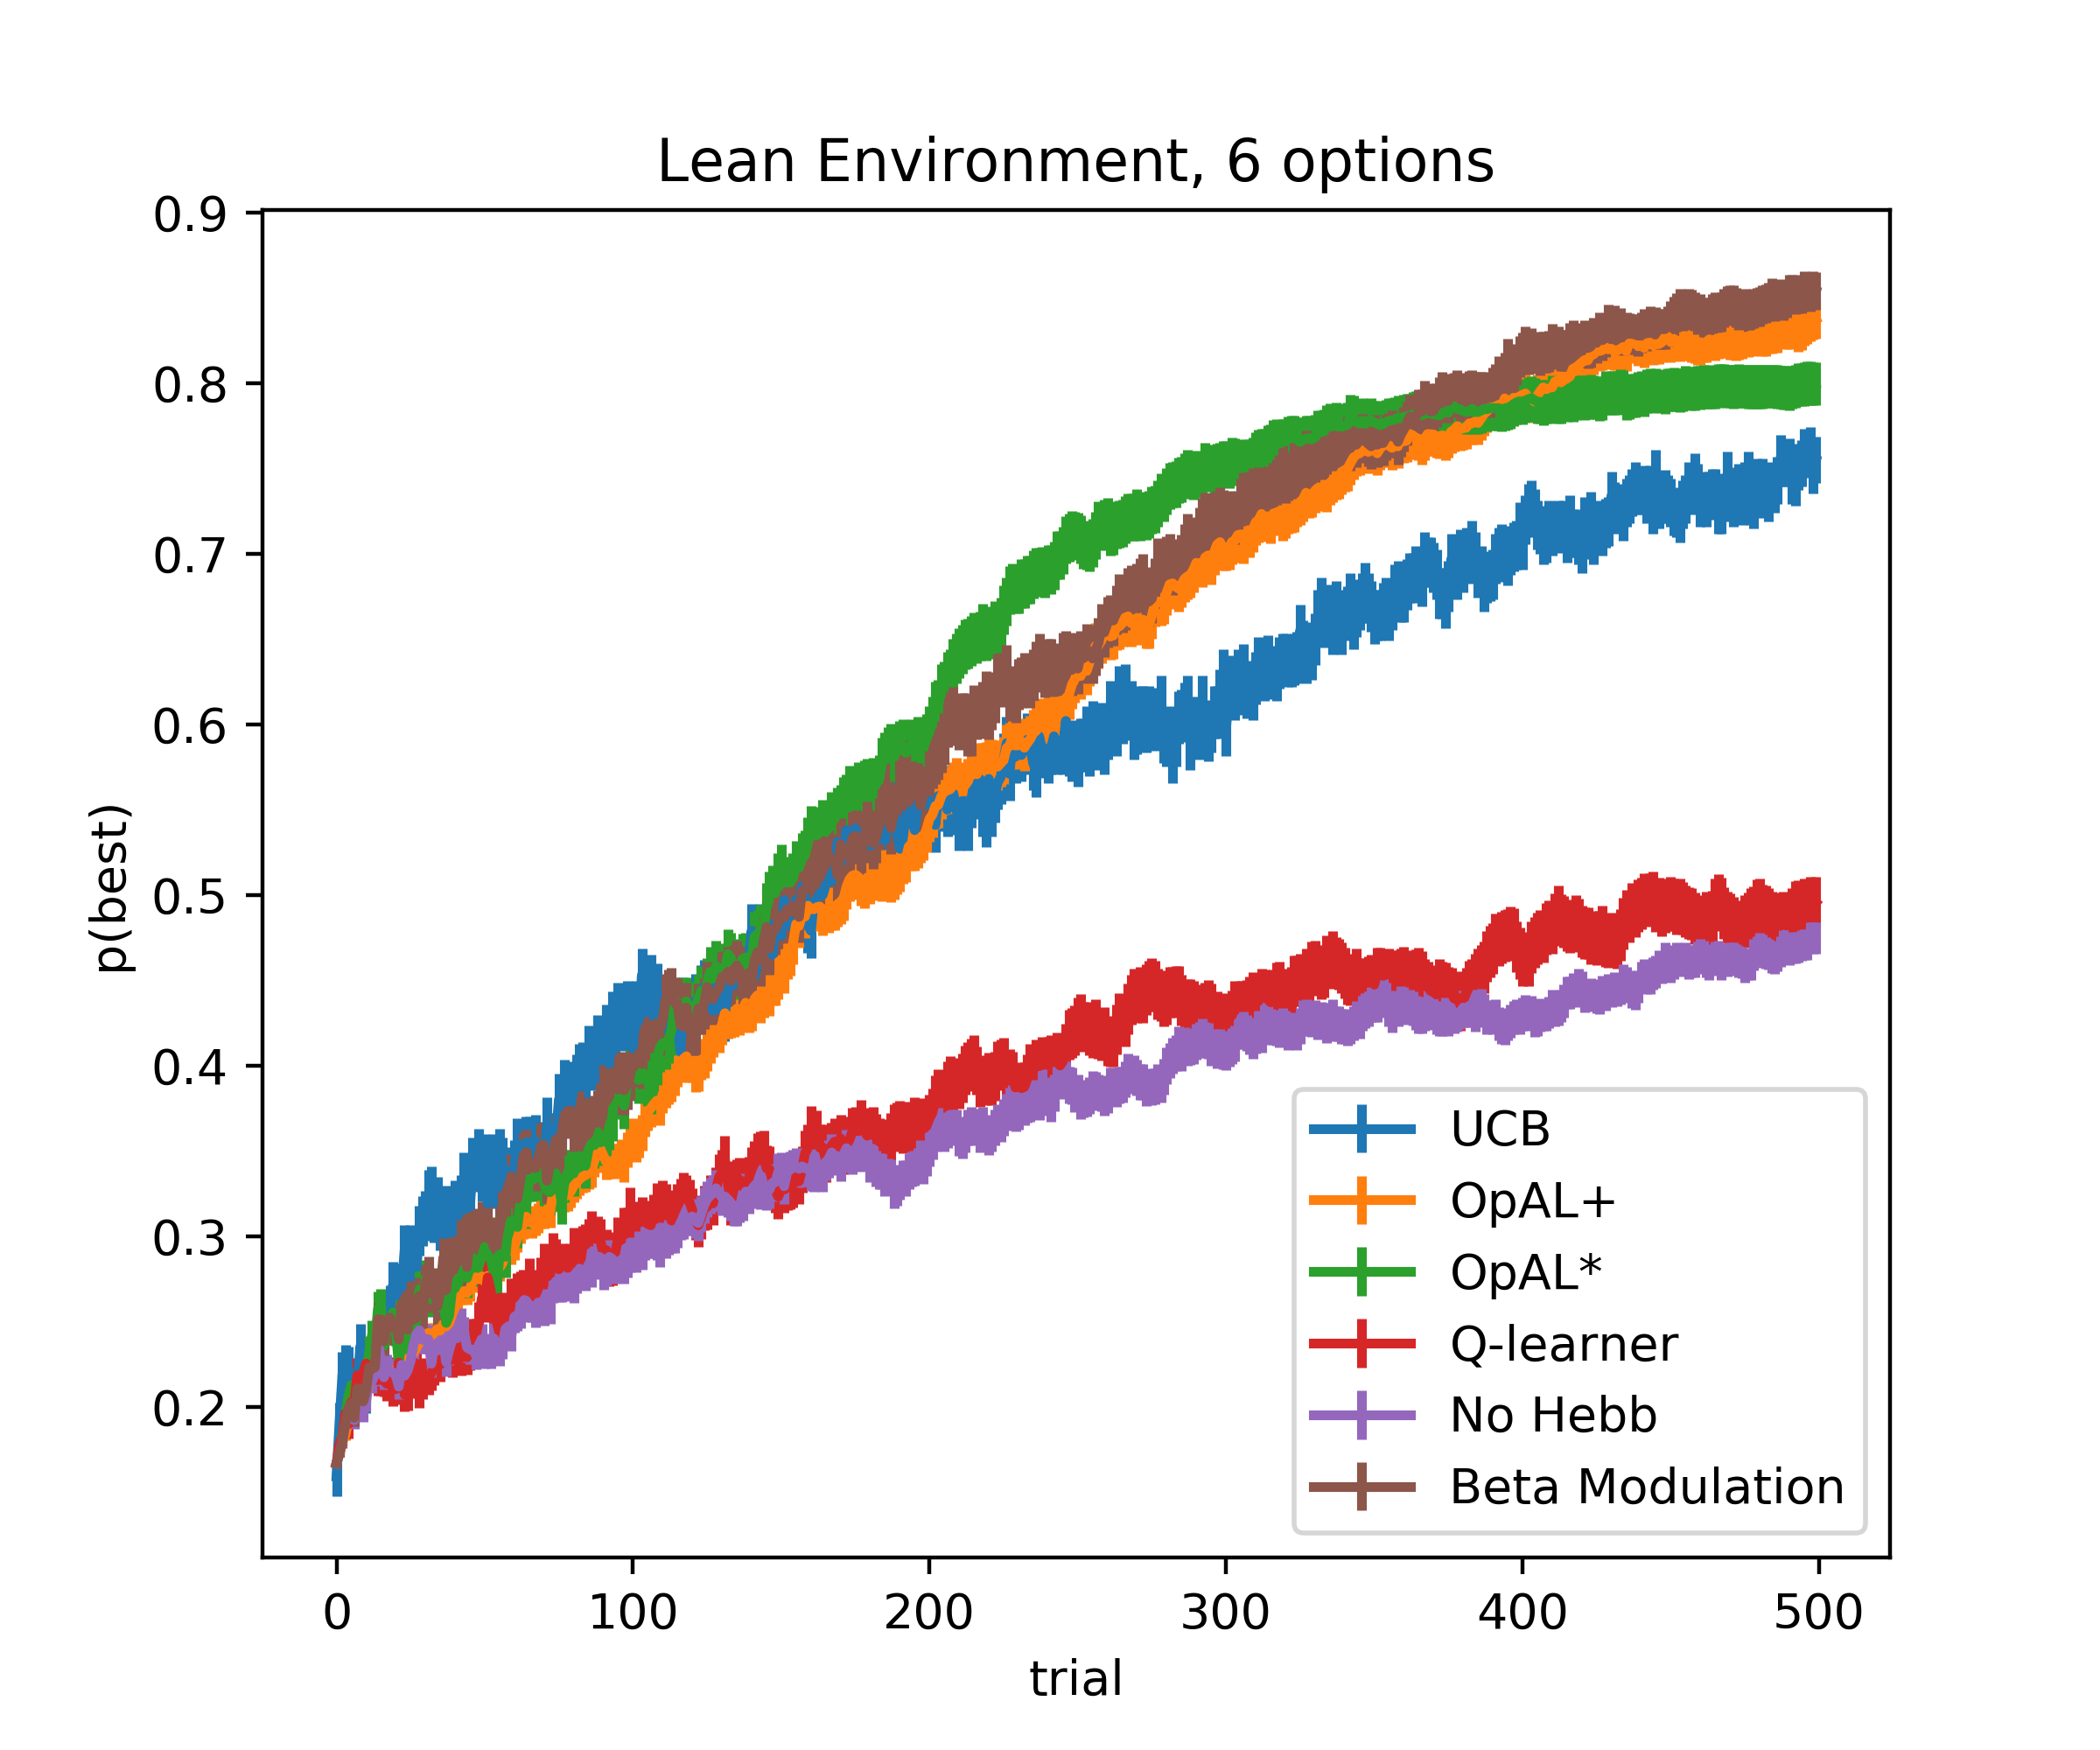 Lean Environment, 6 options
0.9
0.8
0.7
0.6
0.5
0.4
0.3
0.2
p(best)
UCB
OpAL+
OpAL*
Q-learner
No Hebb
Beta Modulation
0 100 200 300 400 500
trial